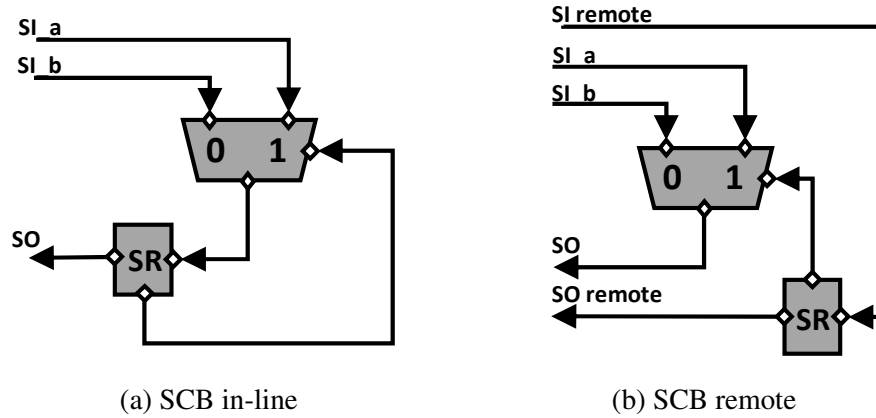 SI_a
SI_b
0 1
SO
SR
(a) SCB in-line
SI remote
SI_a
SI_b
0 1
SO
SO remote
SR
(b) SCB remote